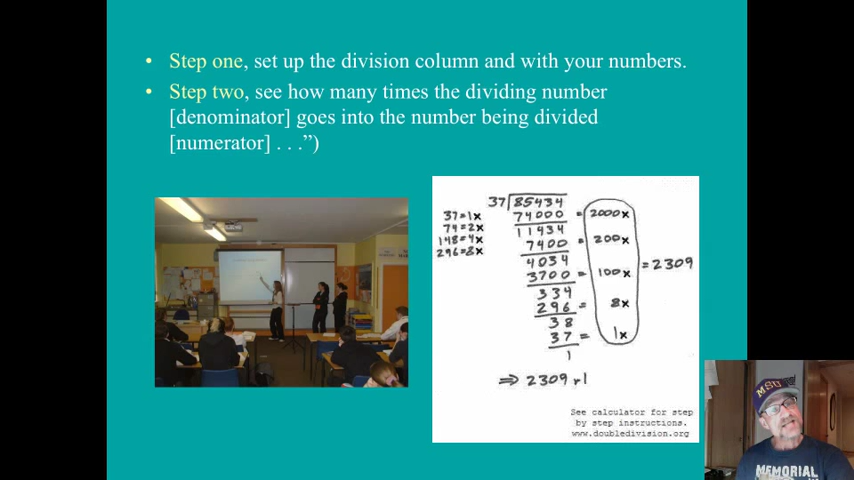 • Step one, set up the division column and with your numbers.
• Step two, see how many times the dividing number
[denominator] goes into the number being divided
[numerator] . . .”)
37 85434
37=1x
74=2x
148=4x
296=8x
74000 = 2000x
11434
7400 = 200x
4034
3700 = 100x
334
296 = 8x
38
37 = 1x
1
= 2309
⇒ 2309 r1
See calculator for step
by step instructions.
www.doubledivision.org
MSU
MEMORIAL